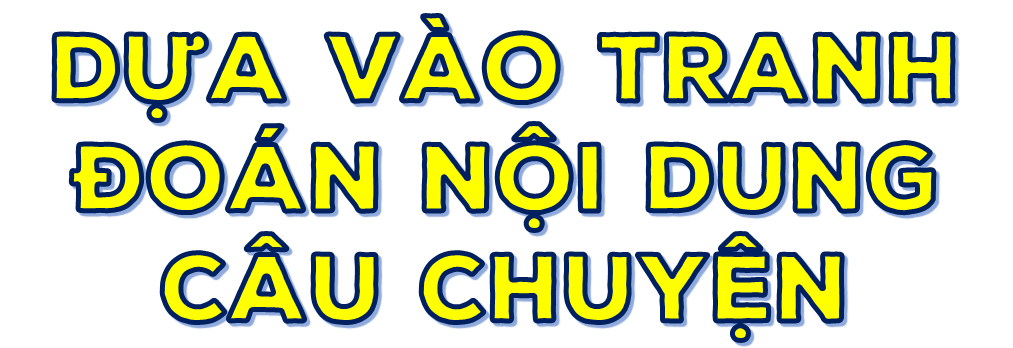 DỰA VÀO TRANH
ĐOÁN NỘI DUNG
CÂU CHUYỆN